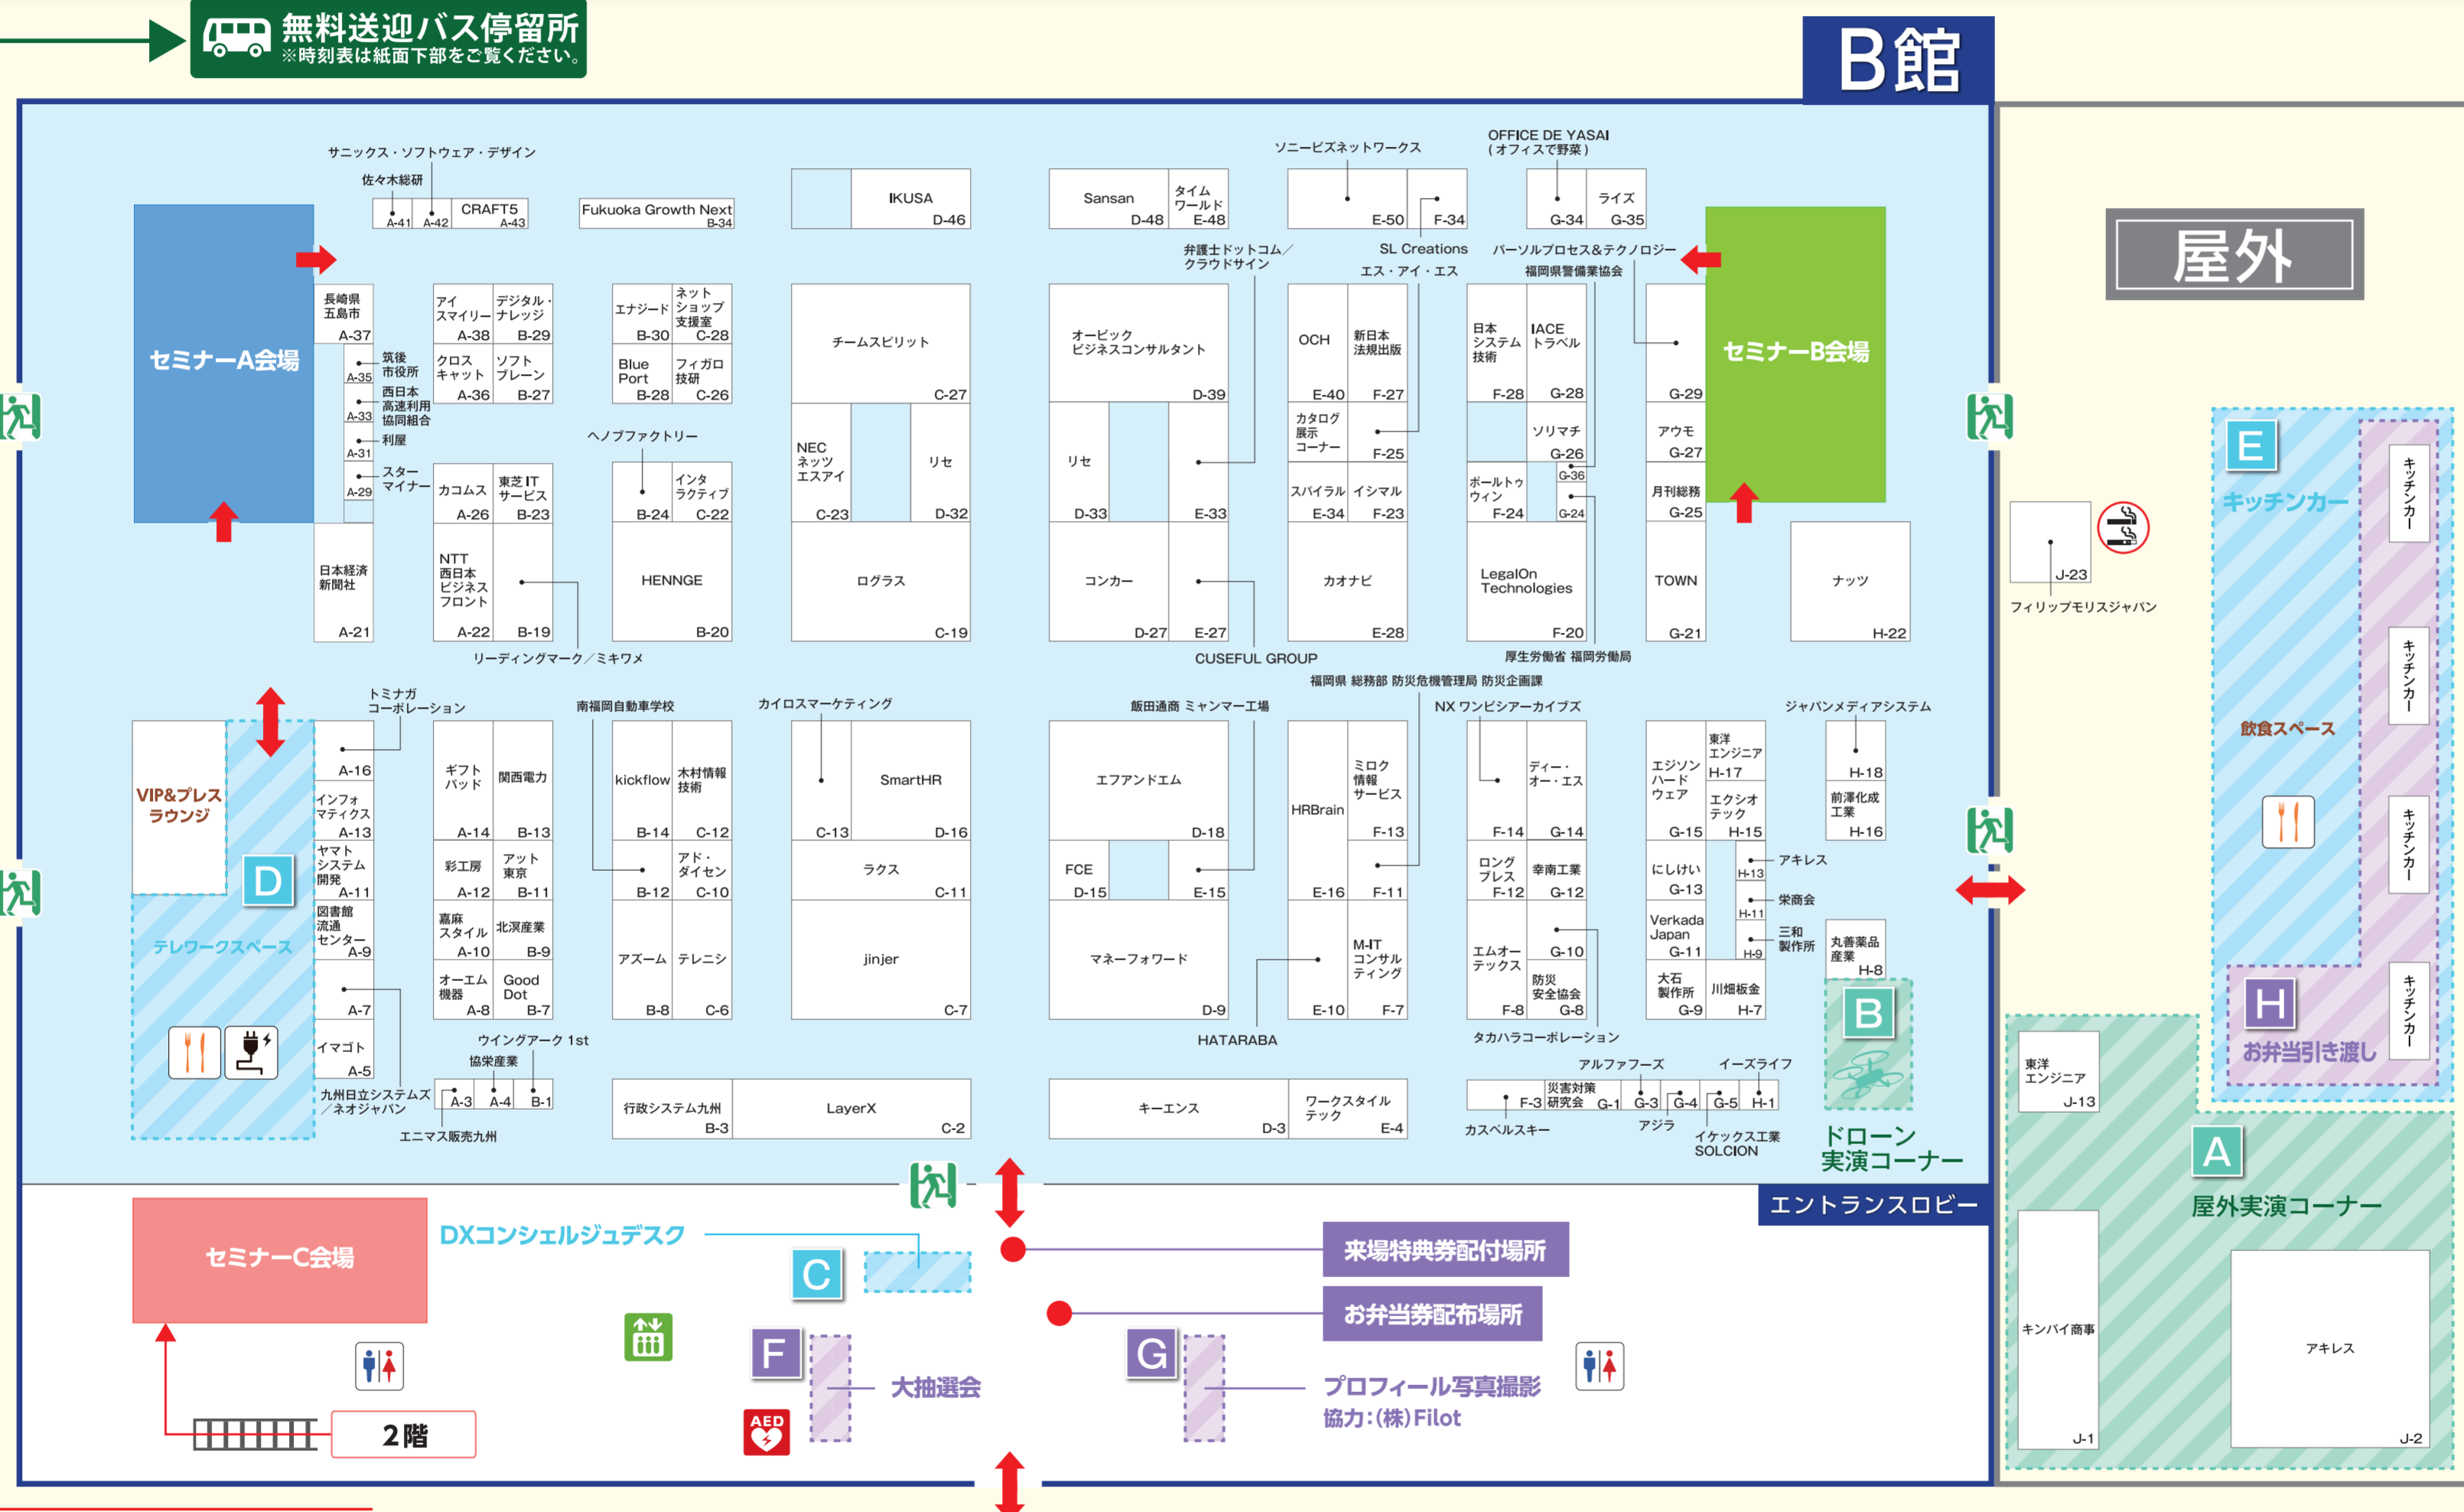 無料送迎バス停留所
※時刻表は紙面下部をご覧ください。
B館
サニックス・ソフトウェア・デザイン
佐々木総研
A-41
A-42
CRAFT5
A-43
Fukuoka Growth Next
B-34
IKUSA
D-46
Sansan
D-48
タイム
ワールド
E-48
ソニービズネットワークス
E-50
F-34
SL Creations
OFFICE DE YASAI
(オフィスで野菜)
G-34
ライズ
G-35
弁護士ドットコム/
クラウドサイン
エス・アイ・エス
パーソルプロセス&テクノロジー
福岡県警備業協会
屋外
セミナーA会場
長崎県
五島市
A-37
筑後
市役所
A-35
西日本
高速利用
協同組合
A-33
利屋
A-31
スター
マイナー
A-29
日本経済
新聞社
A-21
アイ
スマイリー
A-38
デジタル・
ナレッジ
B-29
クロス
キャット
A-36
ソフト
ブレーン
B-27
カコムス
A-26
東芝IT
サービス
B-23
NTT
西日本
ビジネス
フロント
A-22
B-19
リーディングマーク/ミキワメ
エナジード
B-30
ネット
ショップ
支援室
C-28
Blue
Port
B-28
フィガロ
技研
C-26
ヘノブファクトリー
B-24
インタ
ラクティブ
C-22
HENNGE
B-20
チームスピリット
C-27
NEC
ネッツ
エスアイ
C-23
リセ
D-32
ログラス
C-19
オービック
ビジネスコンサルタント
D-39
リセ
D-33
E-33
コンカー
D-27
E-27
CUSEFUL GROUP
OCH
E-40
新日本
法規出版
F-27
カタログ
展示
コーナー
F-25
スパイラル
E-34
イシマル
F-23
カオナビ
E-28
日本
システム
技術
F-28
IACE
トラベル
G-28
ソリマチ
G-26
G-36
ポールトゥ
ウィン
F-24
G-24
LegalOn
Technologies
F-20
厚生労働省 福岡労働局
G-29
アウモ
G-27
月刊総務
G-25
TOWN
G-21
セミナーB会場
ナッツ
H-22
J-23
フィリップモリスジャパン
E
キッチンカー
飲食スペース
キッチンカー
キッチンカー
キッチンカー
キッチンカー
H
お弁当引き渡し
VIP&プレス
ラウンジ
D
テレワークスペース
トミナガ
コーポレーション
A-16
インフォ
マティクス
A-13
ヤマト
システム
開発
A-11
図書館
流通
センター
A-9
A-7
イマゴト
A-5
九州日立システムズ
/ネオジャパン
ギフト
パッド
A-14
関西電力
B-13
彩工房
A-12
アット
東京
B-11
嘉麻
スタイル
A-10
北溟産業
B-9
オーエム
機器
A-8
Good
Dot
B-7
ウイングアーク 1st
協栄産業
A-3
A-4
B-1
エニマス販売九州
南福岡自動車学校
kickflow
B-14
木村情報
技術
C-12
B-12
アド・
ダイセン
C-10
アズーム
B-8
テレニシ
C-6
行政システム九州
B-3
LayerX
C-2
カイロスマーケティング
C-13
SmartHR
D-16
ラクス
C-11
jinjer
C-7
飯田通商 ミャンマー工場
エフアンドエム
D-18
FCE
D-15
E-15
マネーフォワード
D-9
HATARABA
キーエンス
D-3
ワークスタイル
テック
E-4
福岡県 総務部 防災危機管理局 防災企画課
HRBrain
E-16
ミロク
情報
サービス
F-13
F-11
E-10
M-IT
コンサル
ティング
F-7
NX ワンビシアーカイブズ
F-14
ディー・
オー・エス
G-14
ロング
ブレス
F-12
幸南工業
G-12
エムオー
テックス
F-8
G-10
防災
安全協会
G-8
タカハラコーポレーション
エジソン
ハード
ウェア
G-15
東洋
エンジニア
H-17
エクシオ
テック
H-15
にしけい
G-13
アキレス
H-13
Verkada
Japan
G-11
栄商会
H-11
三和
製作所
H-9
大石
製作所
G-9
川畑板金
H-7
ジャパンメディアシステム
H-18
前澤化成
工業
H-16
丸善薬品
産業
H-8
B
ドローン
実演コーナー
アルファフーズ
イーズライフ
F-3
災害対策
研究会
G-1
G-3
G-4
G-5
H-1
カスペルスキー
アジラ
イケックス工業
SOLCION
東洋
エンジニア
J-13
A
屋外実演コーナー
キンパイ商事
J-1
アキレス
J-2
エントランスロビー
セミナーC会場
DXコンシェルジュデスク
C
来場特典券配付場所
お弁当券配布場所
F
大抽選会
G
プロフィール写真撮影
協力:(株)Filot
AED
2階